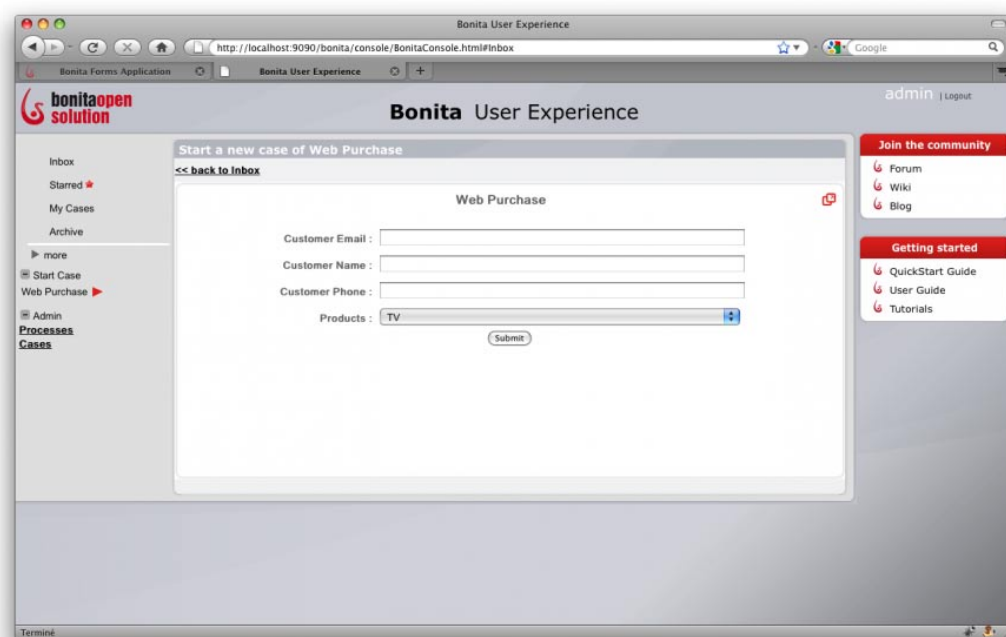 Bonita User Experience
http://localhost:9090/bonita/console/BonitaConsole.html#Inbox
Google
Bonita Forms Application
Bonita User Experience
bonitaopen
solution
Bonita User Experience
admin | Logout
Inbox
Starred
My Cases
Archive
more
Start Case
Web Purchase
Admin
Processes
Cases
Start a new case of Web Purchase
<< back to Inbox
Web Purchase
Customer Email :
Customer Name :
Customer Phone :
Products : TV
Submit
Join the community
Forum
Wiki
Blog
Getting started
QuickStart Guide
User Guide
Tutorials
Terminé